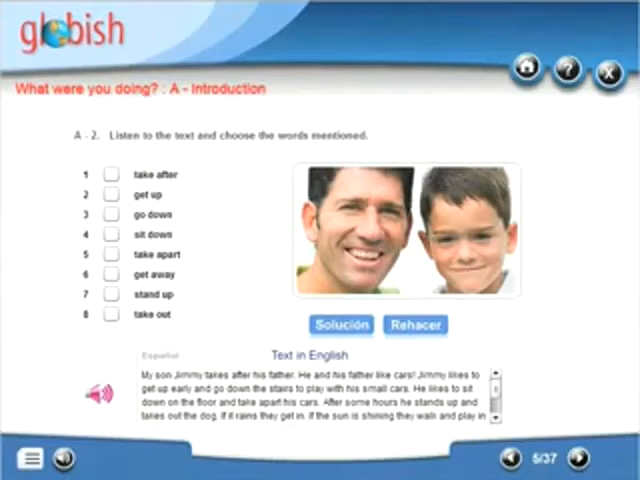 globish
What were you doing? : A - Introduction
A - 2. Listen to the text and choose the words mentioned.
1 take after
2 get up
3 go down
4 sit down
5 take apart
6 get away
7 stand up
8 take out
Solución Rehacer
Español Text in English
My son Jimmy takes after his father. He and his father like cars! Jimmy likes to
get up early and go down the stairs to play with his small cars. He likes to sit
down on the floor and take apart his cars. After some hours he stands up and
takes out the dog. If it rains they get in. If the sun is shining they walk and play in
5/37